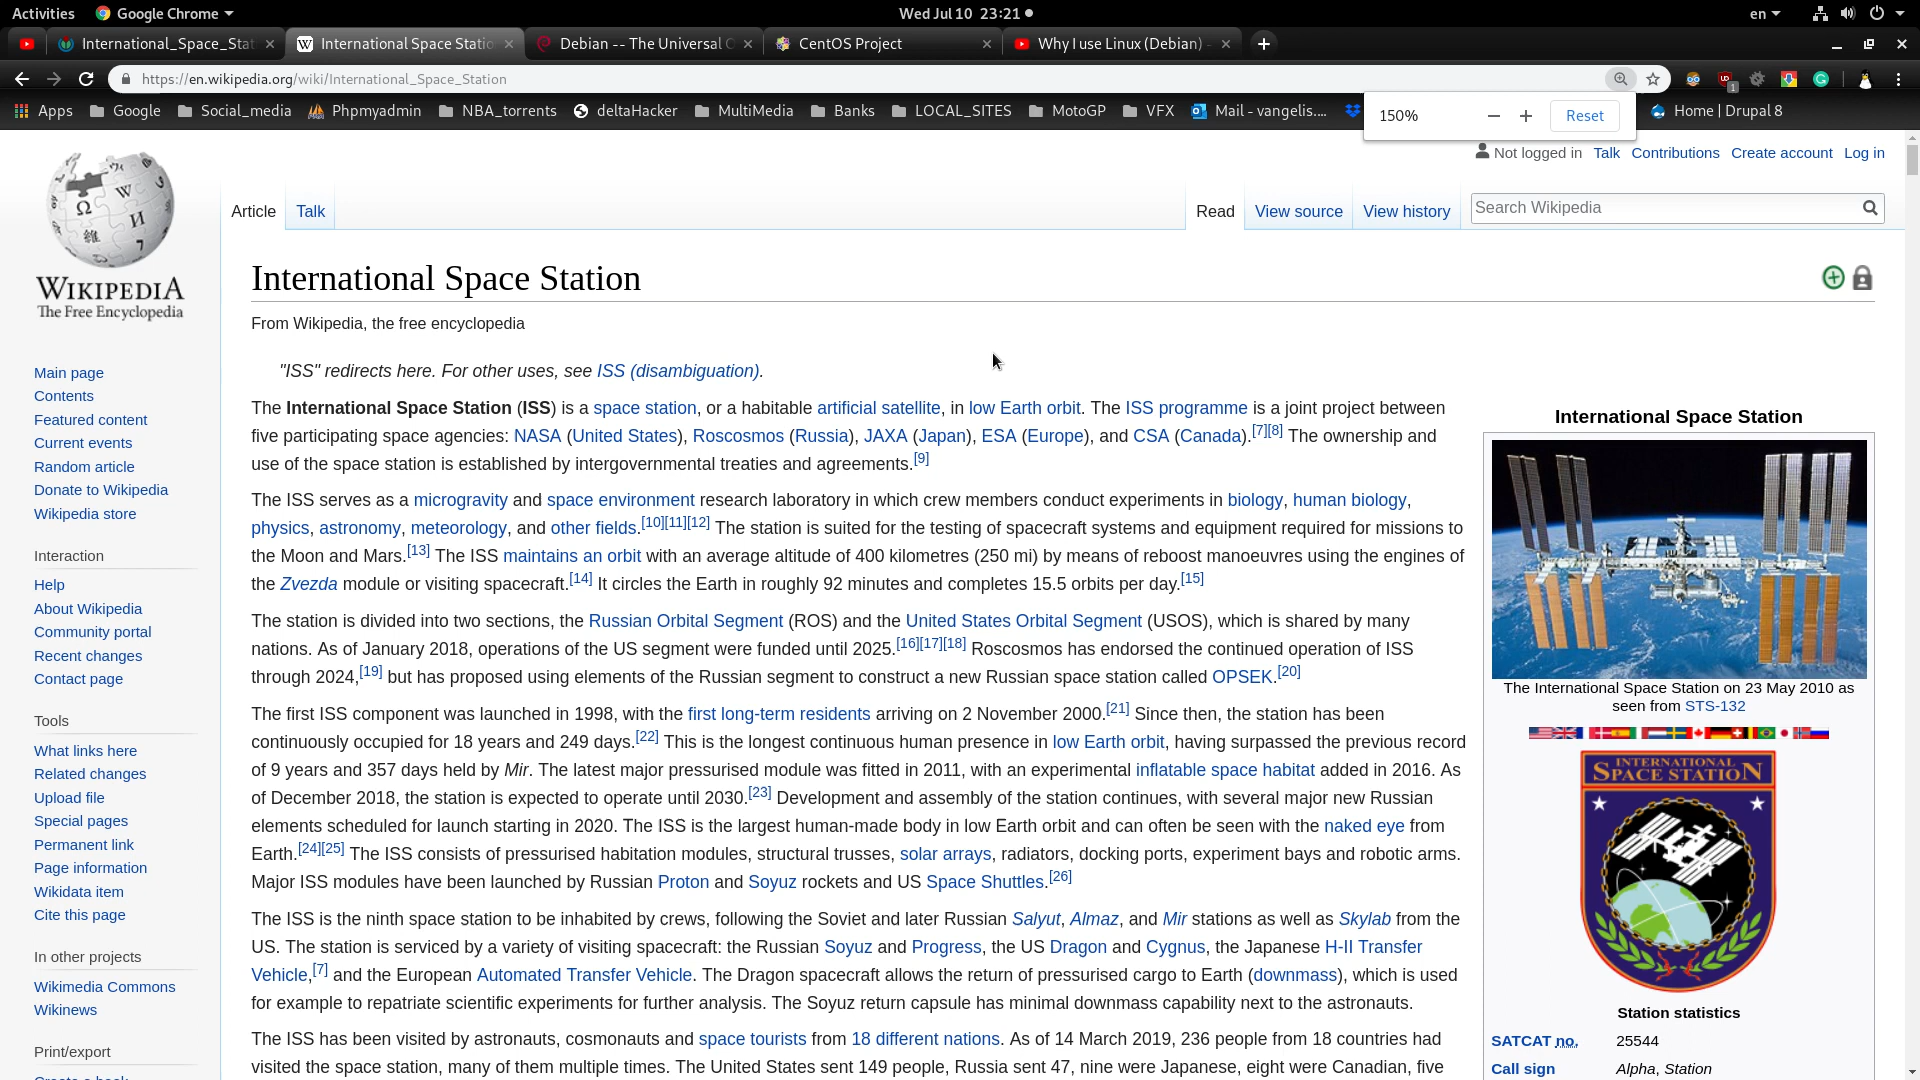 Activities
Google Chrome
Wed Jul 10 23:21
en
International_Space_Stat
International Space Statio
Debian -- The Universal O
CentOS Project
Why I use Linux (Debian) -
https://en.wikipedia.org/wiki/International_Space_Station
Apps
Google
Social_media
Phpmyadmin
NBA_torrents
deltaHacker
MultiMedia
Banks
LOCAL_SITES
MotoGP
VFX
Mail - vangelis....
Home | Drupal 8
150%
Reset
Not logged in Talk Contributions Create account Log in
Article Talk
Read View source View history
Search Wikipedia
WIKIPEDIA
The Free Encyclopedia
Main page
Contents
Featured content
Current events
Random article
Donate to Wikipedia
Wikipedia store
Interaction
Help
About Wikipedia
Community portal
Recent changes
Contact page
Tools
What links here
Related changes
Upload file
Special pages
Permanent link
Page information
Wikidata item
Cite this page
In other projects
Wikimedia Commons
Wikinews
Print/export
International Space Station
From Wikipedia, the free encyclopedia
"ISS" redirects here. For other uses, see ISS (disambiguation).
The International Space Station (ISS) is a space station, or a habitable artificial satellite, in low Earth orbit. The ISS programme is a joint project between
five participating space agencies: NASA (United States), Roscosmos (Russia), JAXA (Japan), ESA (Europe), and CSA (Canada).[7][8] The ownership and
use of the space station is established by intergovernmental treaties and agreements.[9]
The ISS serves as a microgravity and space environment research laboratory in which crew members conduct experiments in biology, human biology,
physics, astronomy, meteorology, and other fields.[10][11][12] The station is suited for the testing of spacecraft systems and equipment required for missions to
the Moon and Mars.[13] The ISS maintains an orbit with an average altitude of 400 kilometres (250 mi) by means of reboost manoeuvres using the engines of
the Zvezda module or visiting spacecraft.[14] It circles the Earth in roughly 92 minutes and completes 15.5 orbits per day.[15]
The station is divided into two sections, the Russian Orbital Segment (ROS) and the United States Orbital Segment (USOS), which is shared by many
nations. As of January 2018, operations of the US segment were funded until 2025.[16][17][18] Roscosmos has endorsed the continued operation of ISS
through 2024,[19] but has proposed using elements of the Russian segment to construct a new Russian space station called OPSEK.[20]
The first ISS component was launched in 1998, with the first long-term residents arriving on 2 November 2000.[21] Since then, the station has been
continuously occupied for 18 years and 249 days.[22] This is the longest continuous human presence in low Earth orbit, having surpassed the previous record
of 9 years and 357 days held by Mir. The latest major pressurised module was fitted in 2011, with an experimental inflatable space habitat added in 2016. As
of December 2018, the station is expected to operate until 2030.[23] Development and assembly of the station continues, with several major new Russian
elements scheduled for launch starting in 2020. The ISS is the largest human-made body in low Earth orbit and can often be seen with the naked eye from
Earth.[24][25] The ISS consists of pressurised habitation modules, structural trusses, solar arrays, radiators, docking ports, experiment bays and robotic arms.
Major ISS modules have been launched by Russian Proton and Soyuz rockets and US Space Shuttles.[26]
The ISS is the ninth space station to be inhabited by crews, following the Soviet and later Russian Salyut, Almaz, and Mir stations as well as Skylab from the
US. The station is serviced by a variety of visiting spacecraft: the Russian Soyuz and Progress, the US Dragon and Cygnus, the Japanese H-II Transfer
Vehicle,[7] and the European Automated Transfer Vehicle. The Dragon spacecraft allows the return of pressurised cargo to Earth (downmass), which is used
for example to repatriate scientific experiments for further analysis. The Soyuz return capsule has minimal downmass capability next to the astronauts.
The ISS has been visited by astronauts, cosmonauts and space tourists from 18 different nations. As of 14 March 2019, 236 people from 18 countries had
visited the space station, many of them multiple times. The United States sent 149 people, Russia sent 47, nine were Japanese, eight were Canadian, five
International Space Station
The International Space Station on 23 May 2010 as
seen from STS-132
INTERNATIONAL
SPACE STATION
Station statistics
SATCAT no. 25544
Call sign Alpha, Station